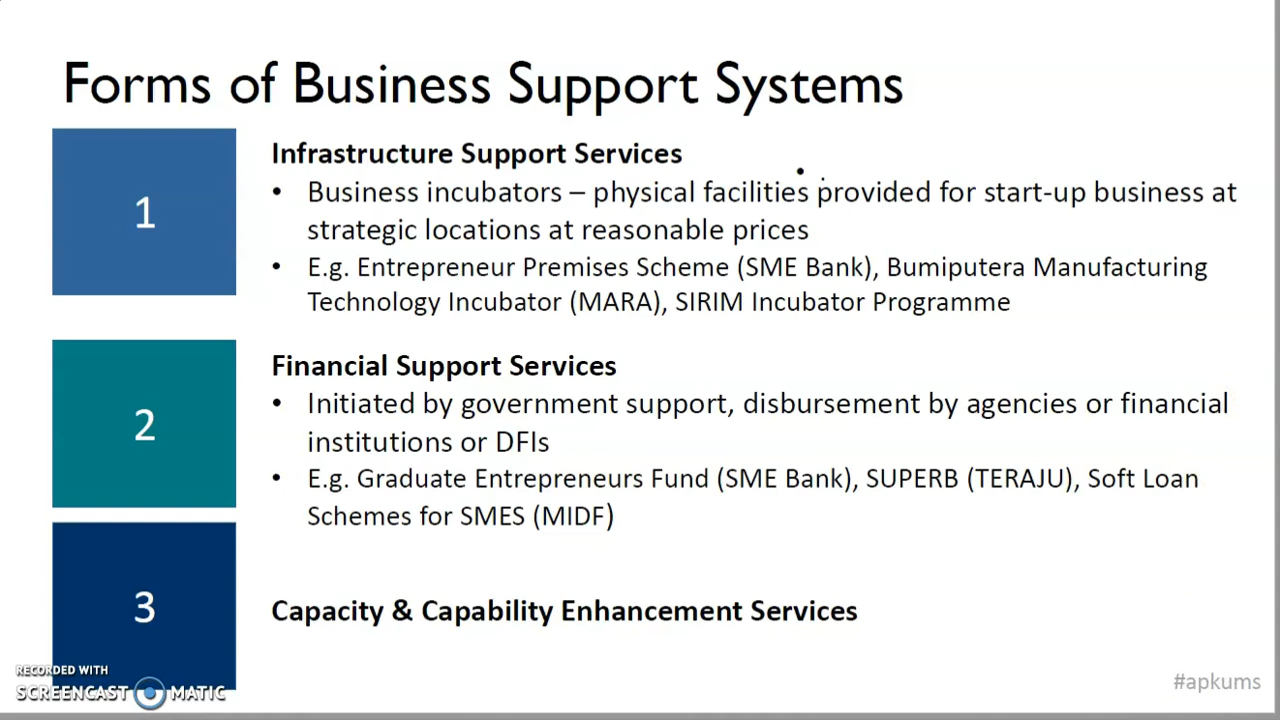 Forms of Business Support Systems
1
Infrastructure Support Services
• Business incubators – physical facilities provided for start-up business at
strategic locations at reasonable prices
• E.g. Entrepreneur Premises Scheme (SME Bank), Bumiputera Manufacturing
Technology Incubator (MARA), SIRIM Incubator Programme
2
Financial Support Services
• Initiated by government support, disbursement by agencies or financial
institutions or DFIs
• E.g. Graduate Entrepreneurs Fund (SME Bank), SUPERB (TERAJU), Soft Loan
Schemes for SMES (MIDF)
3
Capacity & Capability Enhancement Services
RECORDED WITH
SCREENCAST MATIC
#apkums